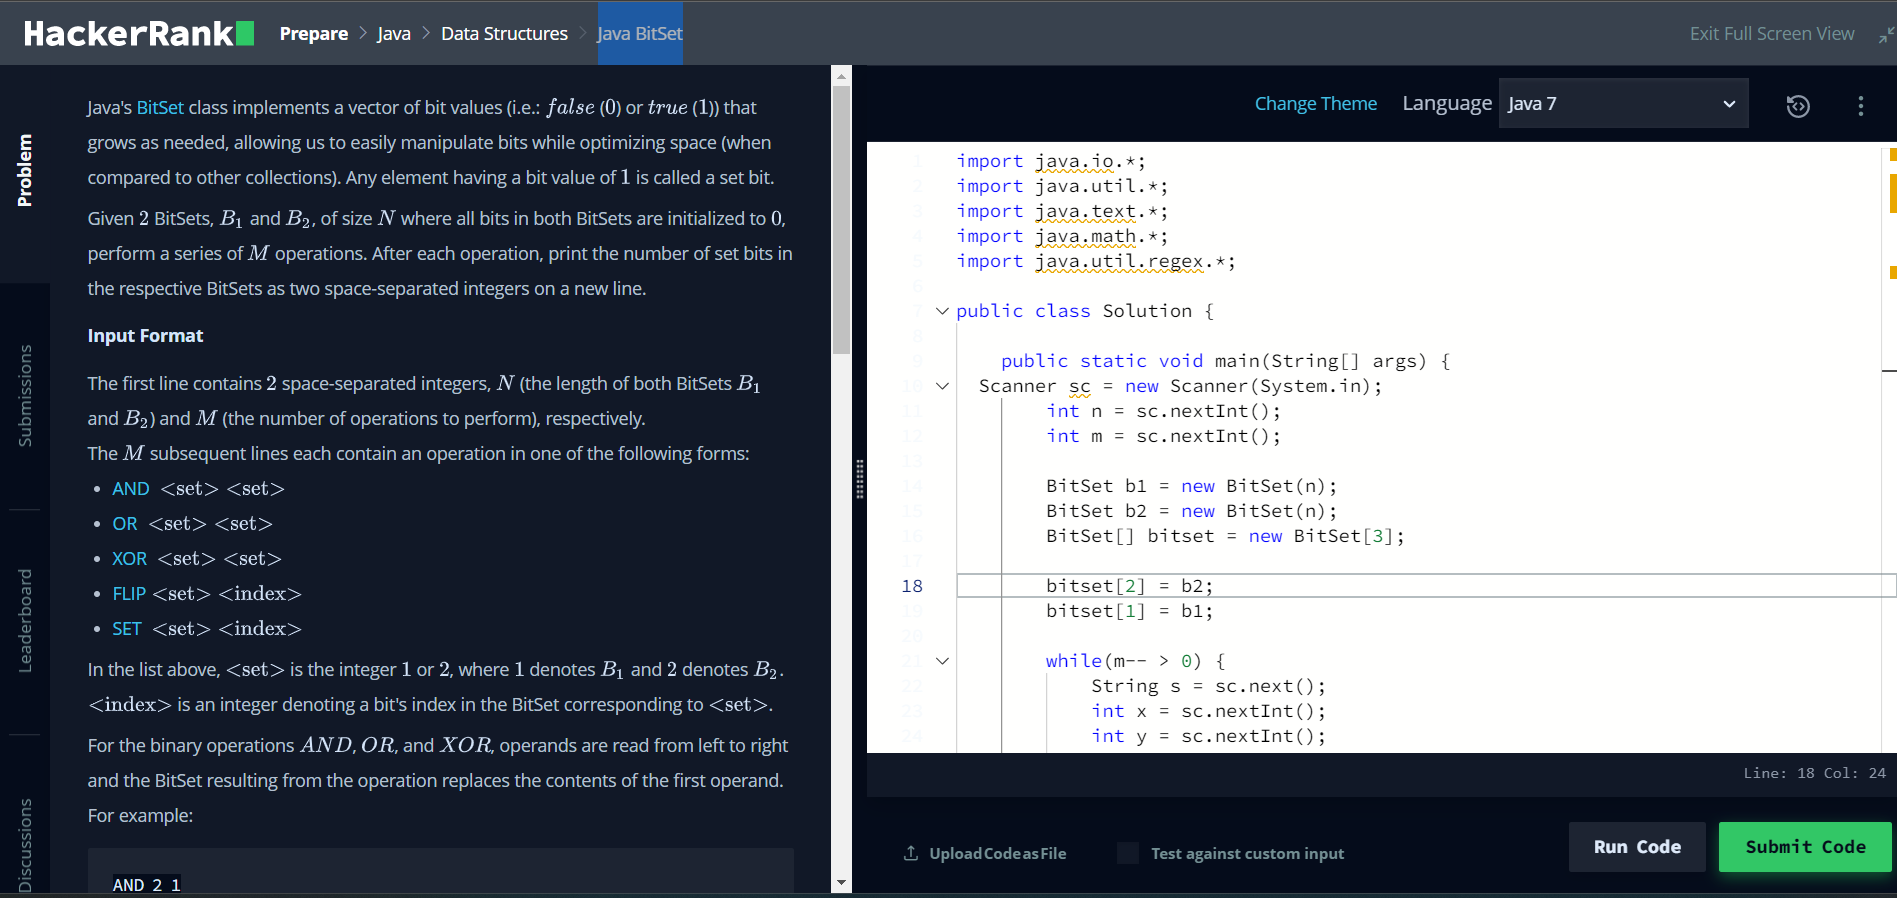 HackerRank Prepare > Java > Data Structures > Java BitSet Exit Full Screen View
Problem
Submissions
Leaderboard
Discussions
Java's BitSet class implements a vector of bit values (i.e.: false (0) or true (1)) that
grows as needed, allowing us to easily manipulate bits while optimizing space (when
compared to other collections). Any element having a bit value of 1 is called a set bit.
Given 2 BitSets, B₁ and B₂, of size N where all bits in both BitSets are initialized to 0,
perform a series of M operations. After each operation, print the number of set bits in
the respective BitSets as two space-separated integers on a new line.
Input Format
The first line contains 2 space-separated integers, N (the length of both BitSets B₁
and B₂) and M (the number of operations to perform), respectively.
The M subsequent lines each contain an operation in one of the following forms:
• AND <set> <set>
• OR <set> <set>
• XOR <set> <set>
• FLIP <set> <index>
• SET <set> <index>
In the list above, <set> is the integer 1 or 2, where 1 denotes B₁ and 2 denotes B₂.
<index> is an integer denoting a bit's index in the BitSet corresponding to <set>.
For the binary operations AND, OR, and XOR, operands are read from left to right
and the BitSet resulting from the operation replaces the contents of the first operand.
For example:
AND 2 1
Change Theme Language Java 7
1 import java.io.*;
2 import java.util.*;
3 import java.text.*;
4 import java.math.*;
5 import java.util.regex.*;
6
7 public class Solution {
8
9 public static void main(String[] args) {
10 Scanner sc = new Scanner(System.in);
11 int n = sc.nextInt();
12 int m = sc.nextInt();
13
14 BitSet b1 = new BitSet(n);
15 BitSet b2 = new BitSet(n);
16 BitSet[] bitset = new BitSet[3];
17
18 bitset[2] = b2;
19 bitset[1] = b1;
20
21 while(m-- > 0) {
22 String s = sc.next();
23 int x = sc.nextInt();
24 int y = sc.nextInt();
Line: 18 Col: 24
Upload Code as File Test against custom input Run Code Submit Code